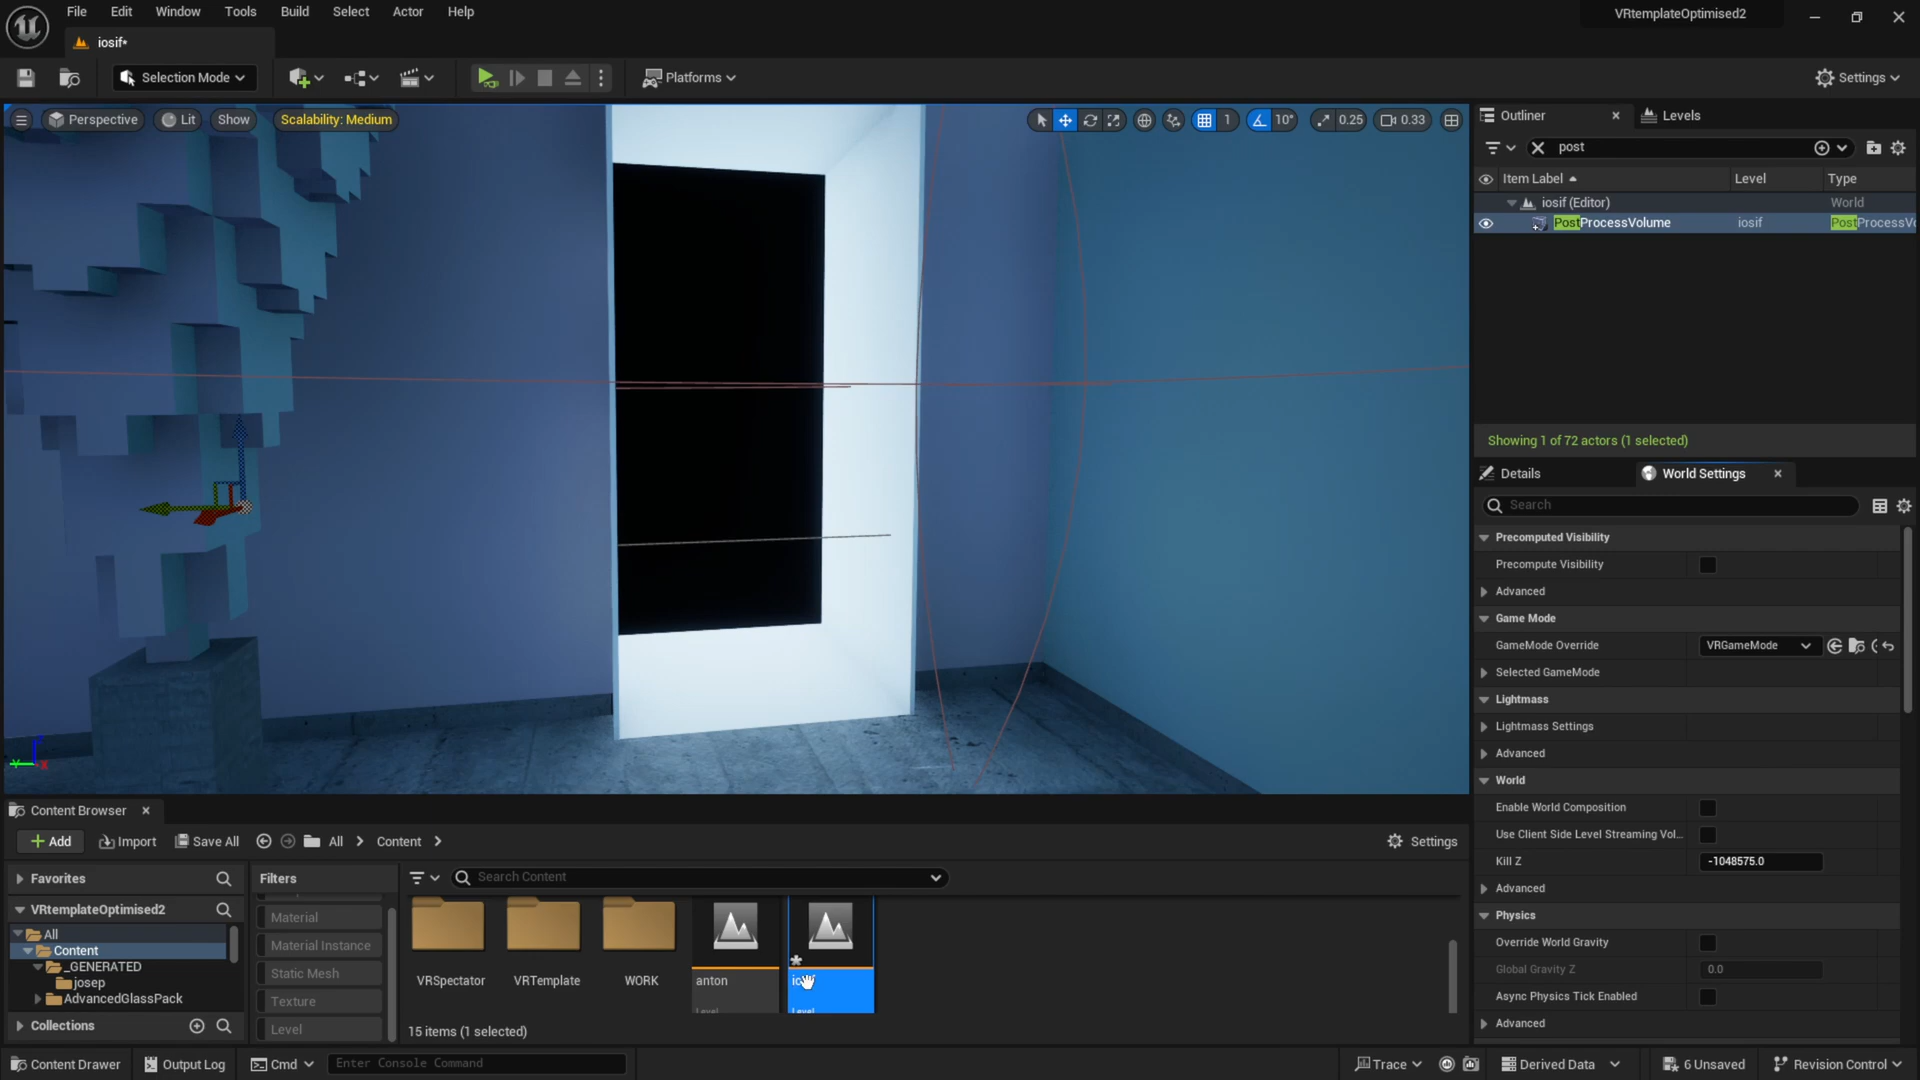 File Edit Window Tools Build Select Actor Help
VRtemplateOptimised2
iosif*
Selection Mode
Platforms
Settings
Perspective Lit Show Scalability: Medium
1 10° 0.25 0.33
Outliner Levels
post
Item Label Level Type
iosif (Editor) World
PostProcessVolume iosif PostProcessVo
Showing 1 of 72 actors (1 selected)
Details World Settings
Search
Precomputed Visibility
Precompute Visibility
Advanced
Game Mode
GameMode Override VRGameMode
Selected GameMode
Lightmass
Lightmass Settings
Advanced
World
Enable World Composition
Use Client Side Level Streaming Vol...
Kill Z -1048575.0
Advanced
Physics
Override World Gravity
Global Gravity Z 0.0
Async Physics Tick Enabled
Advanced
Content Browser
Add Import Save All All Content Settings
Favorites
VRtemplateOptimised2
All
Content
_GENERATED
josep
AdvancedGlassPack
Collections
Filters
Material
Material Instance
Static Mesh
Texture
Level
Search Content
VRSpectator VRTemplate WORK anton
Level Level
15 items (1 selected)
Content Drawer Output Log Cmd Enter Console Command Trace Derived Data 6 Unsaved Revision Control